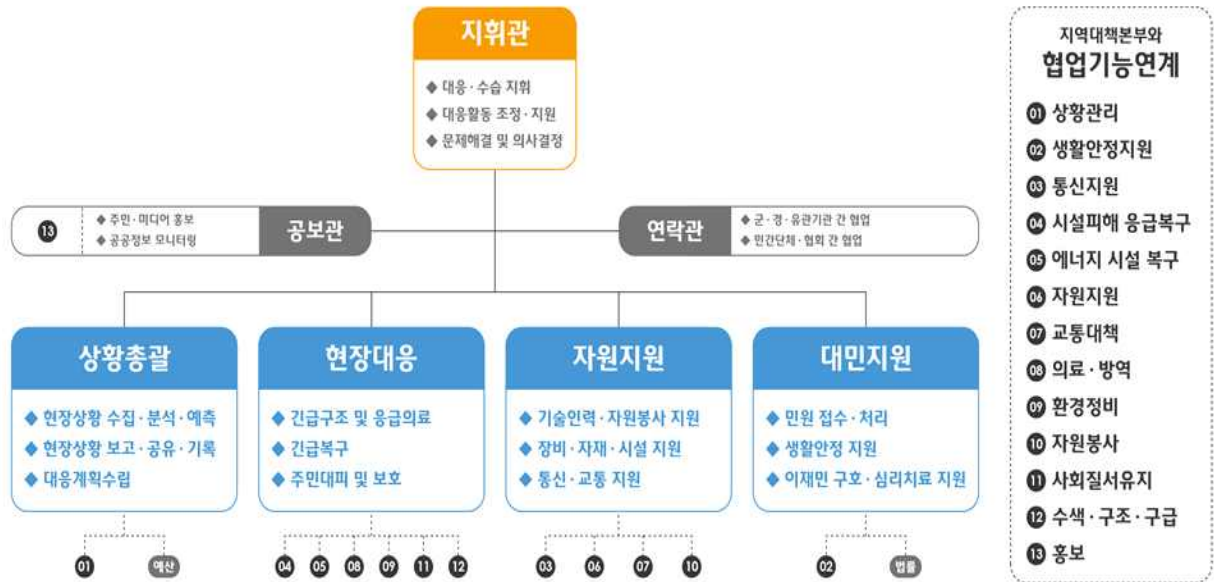 지휘관
◆ 대응·수습 지휘
◆ 대응활동 조정·지원
◆ 문제해결 및 의사결정
13
◆ 주민·미디어 홍보
◆ 공공정보 모니터링
공보관
연락관
◆ 군·경·유관기관 간 협업
◆ 민간단체·협회 간 협업
상황총괄
◆ 현장상황 수집·분석·예측
◆ 현장상황 보고·공유·기록
◆ 대응계획수립
01 예산
현장대응
◆ 긴급구조 및 응급의료
◆ 긴급복구
◆ 주민대피 및 보호
04 05 08 09 11 12
자원지원
◆ 기술인력·자원봉사 지원
◆ 장비·자재·시설 지원
◆ 통신·교통 지원
03 06 07 10
대민지원
◆ 민원 접수·처리
◆ 생활안정 지원
◆ 이재민 구호·심리치료 지원
02 법률
지역대책본부와
협업기능연계
01 상황관리
02 생활안정지원
03 통신지원
04 시설피해 응급복구
05 에너지 시설 복구
06 자원지원
07 교통대책
08 의료·방역
09 환경정비
10 자원봉사
11 사회질서유지
12 수색·구조·구급
13 홍보